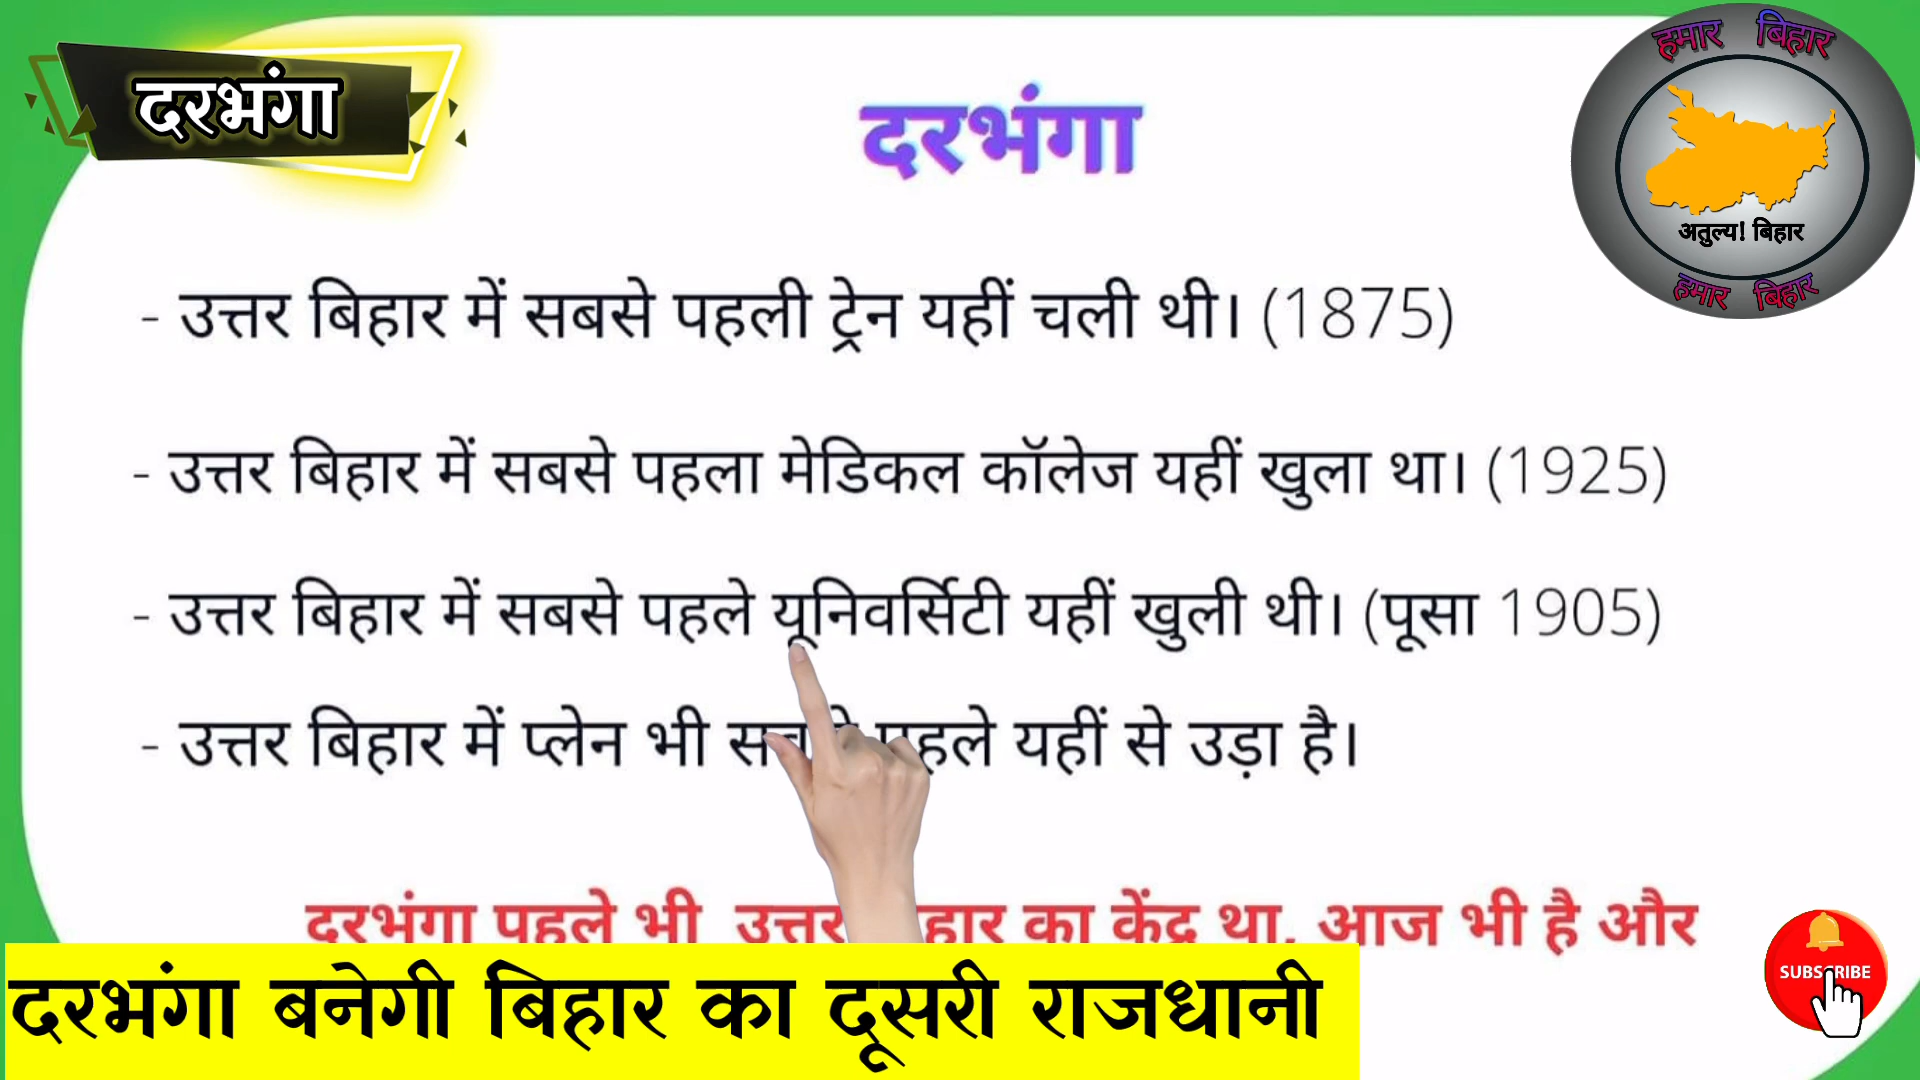 दरभंगा
दरभंगा
हमार बिहार
अतुल्य! बिहार
हमार बिहार
- उत्तर बिहार में सबसे पहली ट्रेन यहीं चली थी। (1875)
- उत्तर बिहार में सबसे पहला मेडिकल कॉलेज यहीं खुला था। (1925)
- उत्तर बिहार में सबसे पहले यूनिवर्सिटी यहीं खुली थी। (पूसा 1905)
- उत्तर बिहार में प्लेन भी पहले यहीं से उड़ा है।
दरभंगा पहले भी उत्तर का केंद्र था, आज भी है और
दरभंगा बनेगी बिहार का दूसरी राजधानी
SUBSCRIBE